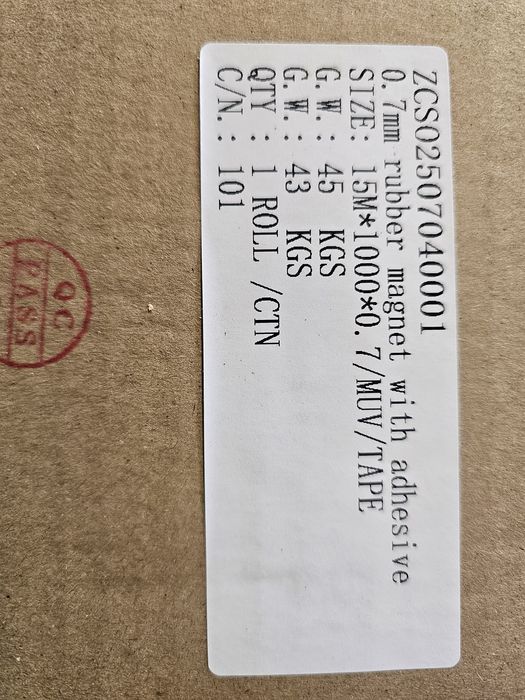 ZCS02507040001
0.7mm rubber magnet with adhesive
SIZE: 15M*1000*0.7/MUV/TAPE
G.W.: 45 KGS
G.W.: 43 KGS
QTY : 1 ROLL /CTN
C/N.: 101
QC
PASS